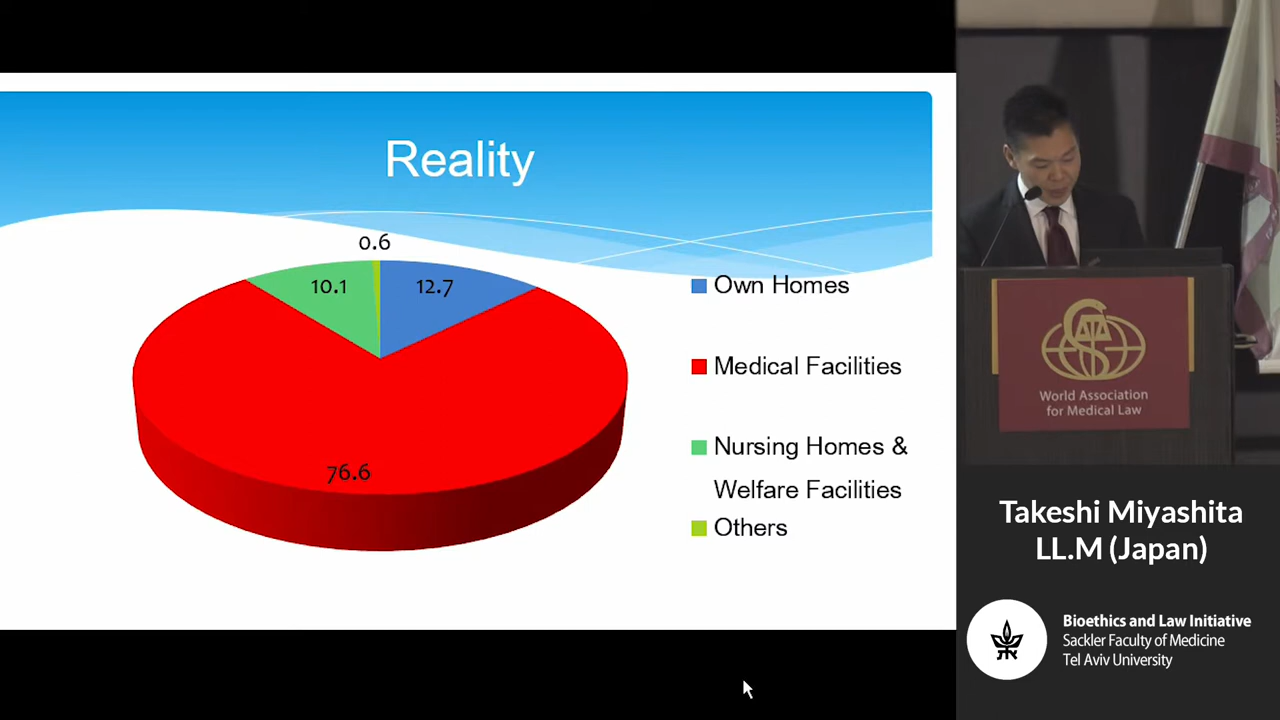 Reality
0.6
10.1
12.7
76.6
Own Homes
Medical Facilities
Nursing Homes &
Welfare Facilities
Others
World Association
for Medical Law
Takeshi Miyashita
LL.M (Japan)
Bioethics and Law Initiative
Sackler Faculty of Medicine
Tel Aviv University